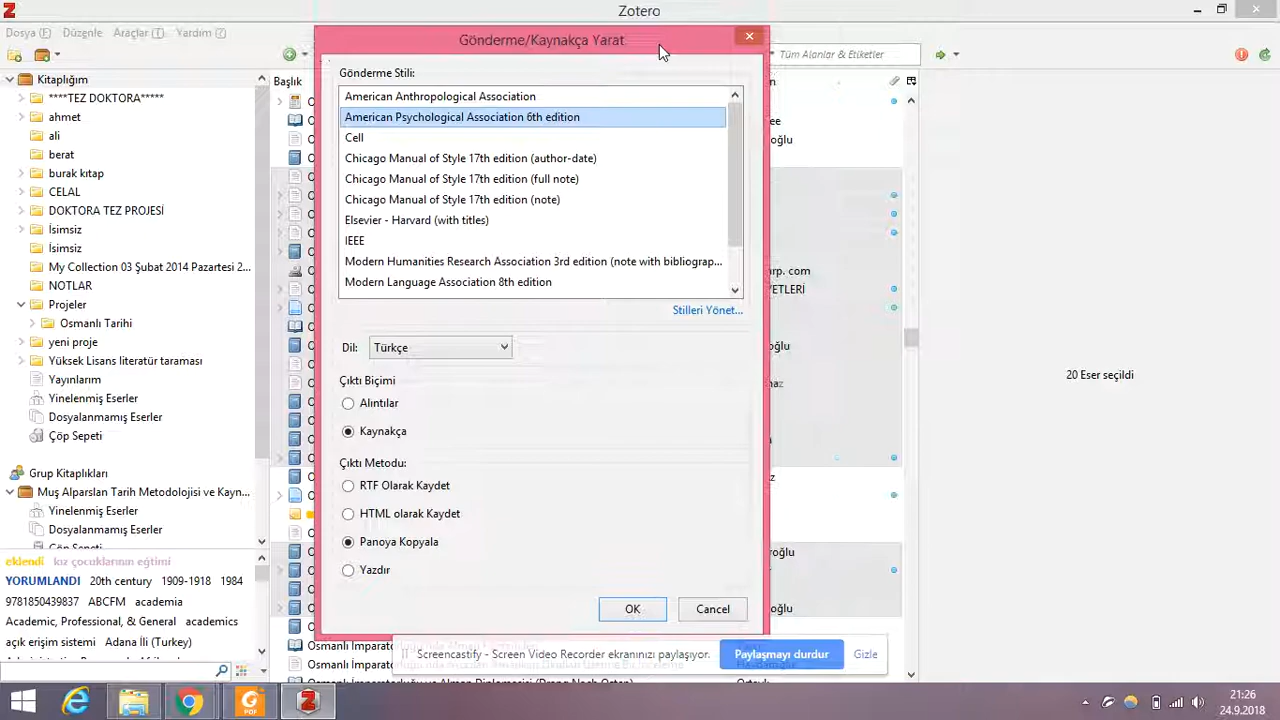 Zotero
Dosya (F) Düzenle Araçlar (T) Yardım (I)
Gönderme/Kaynakça Yarat
Tüm Alanlar & Etiketler
Kitaplığım
****TEZ DOKTORA*****
ahmet
ali
berat
burak kıtap
CELAL
DOKTORA TEZ PROJESİ
İsimsiz
İsimsiz
My Collection 03 Şubat 2014 Pazartesi 2...
NOTLAR
Projeler
Osmanlı Tarihi
yeni proje
Yüksek Lisans literatür taraması
Yayınlarım
Yinelenmiş Eserler
Dosyalanmamış Eserler
Çöp Sepeti
Grup Kitaplıkları
Muş Alparslan Tarih Metodolojisi ve Kayn...
Yinelenmiş Eserler
Dosyalanmamış Eserler
Çöp Sepeti
eklendi kız çocuklarının eğitimi
YORUMLANDI 20th century 1909-1918 1984
9781850439837 ABCFM academia
Academic, Professional, & General academics
açık erişim sistemi Adana İli (Turkey)
Başlık
Gönderme Stili:
American Anthropological Association
American Psychological Association 6th edition
Cell
Chicago Manual of Style 17th edition (author-date)
Chicago Manual of Style 17th edition (full note)
Chicago Manual of Style 17th edition (note)
Elsevier - Harvard (with titles)
IEEE
Modern Humanities Research Association 3rd edition (note with bibliograp...
Modern Language Association 8th edition
Stilleri Yönet...
Dil: Türkçe
Çıktı Biçimi
Alıntılar
Kaynakça
Çıktı Metodu:
RTF Olarak Kaydet
HTML olarak Kaydet
Panoya Kopyala
Yazdır
OK Cancel
20 Eser seçildi
Screencastify - Screen Video Recorder ekranınızı paylaşıyor. Paylaşmayı durdur Gizle
21:26
24.9.2018